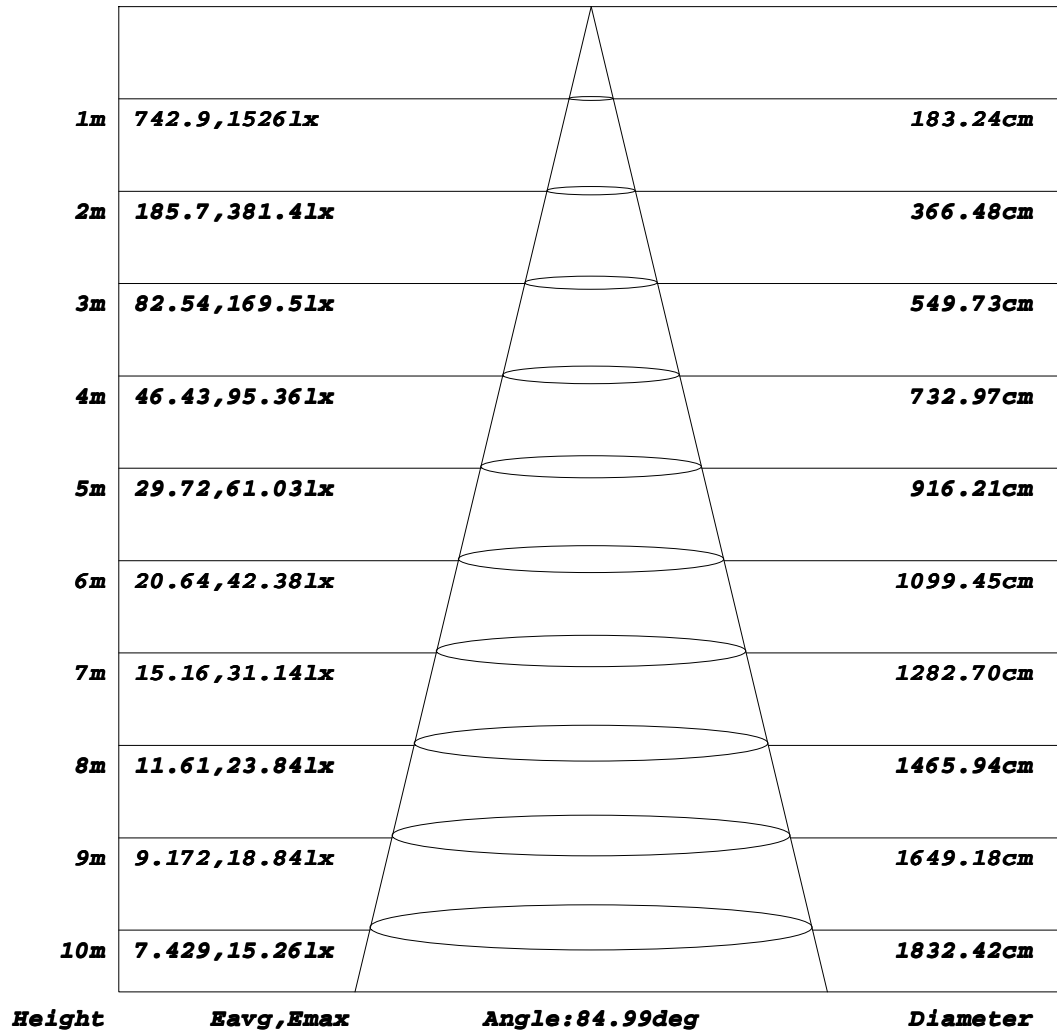 1m 742.9,1526lx 183.24cm
2m 185.7,381.4lx 366.48cm
3m 82.54,169.5lx 549.73cm
4m 46.43,95.36lx 732.97cm
5m 29.72,61.03lx 916.21cm
6m 20.64,42.38lx 1099.45cm
7m 15.16,31.14lx 1282.70cm
8m 11.61,23.84lx 1465.94cm
9m 9.172,18.84lx 1649.18cm
10m 7.429,15.26lx 1832.42cm
Height Eavg,Emax Angle:84.99deg Diameter